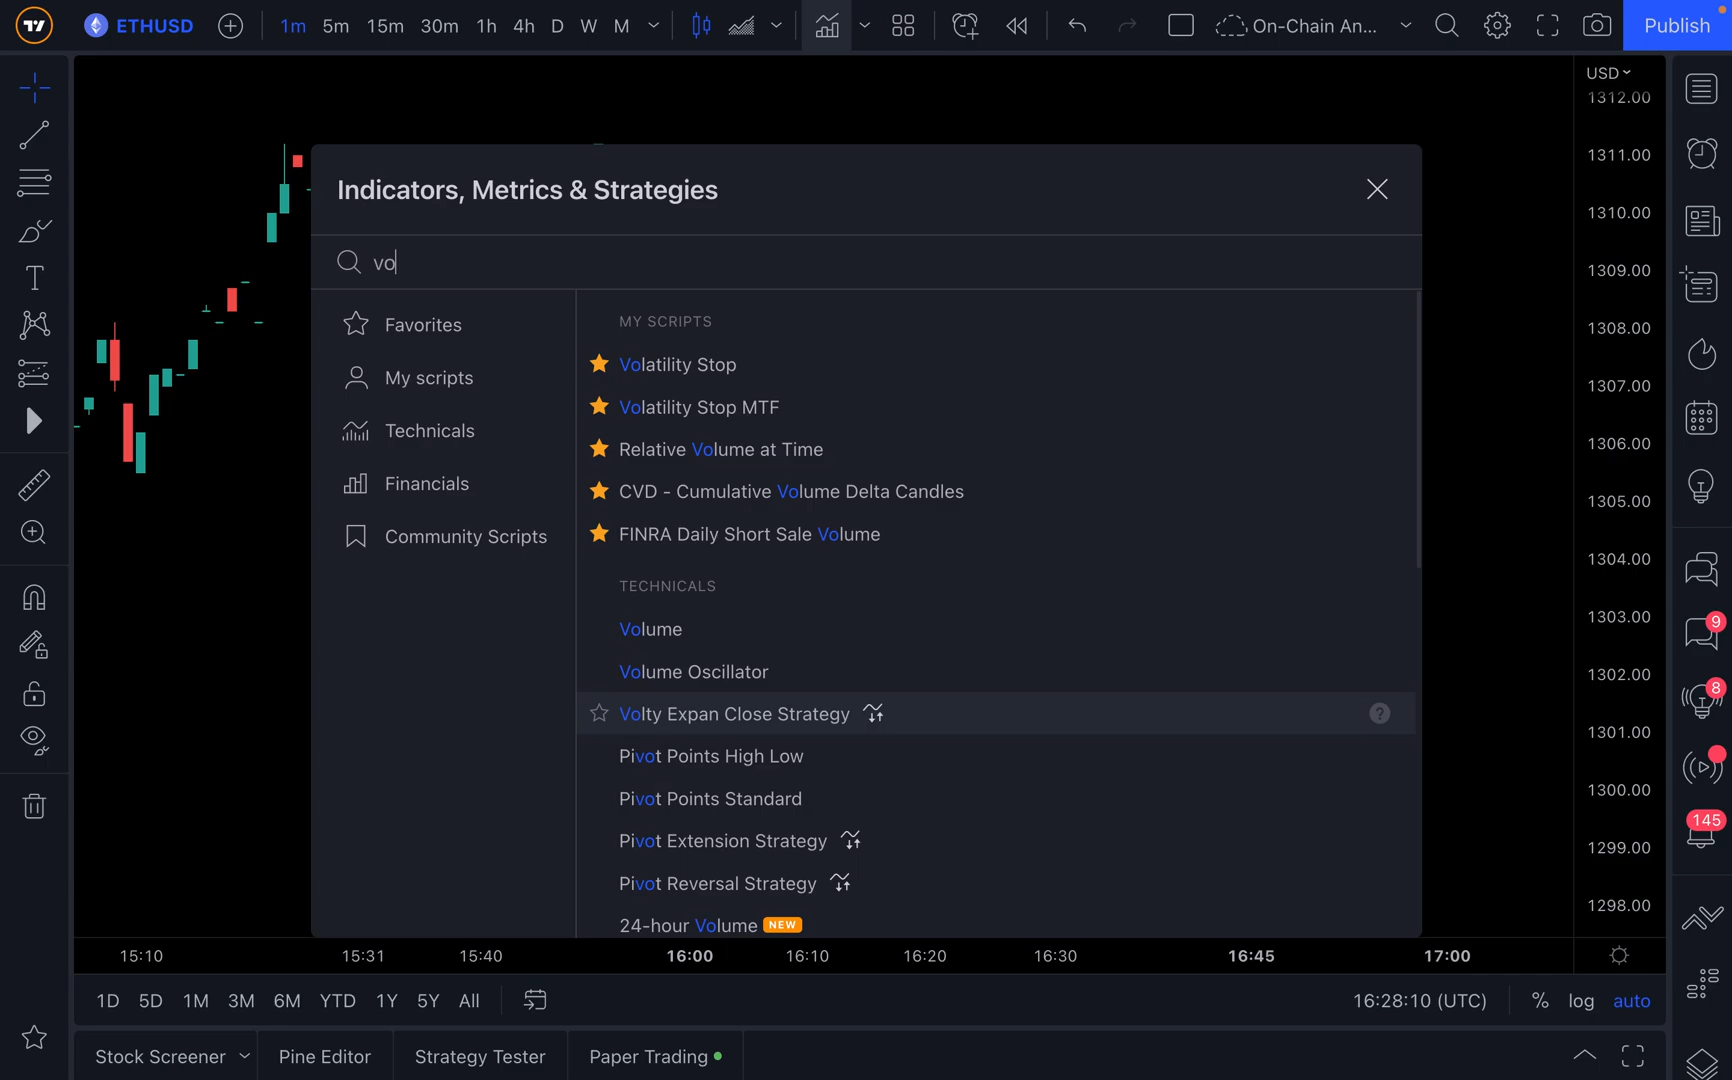 ETHUSD
1m 5m 15m 30m 1h 4h D W M
On-Chain An...
Publish
USD
1312.00
1311.00
1310.00
1309.00
1308.00
1307.00
1306.00
1305.00
1304.00
1303.00
1302.00
1301.00
1300.00
1299.00
1298.00
Indicators, Metrics & Strategies
vo
Favorites
My scripts
Technicals
Financials
Community Scripts
MY SCRIPTS
Volatility Stop
Volatility Stop MTF
Relative Volume at Time
CVD - Cumulative Volume Delta Candles
FINRA Daily Short Sale Volume
TECHNICALS
Volume
Volume Oscillator
Volty Expan Close Strategy ?
Pivot Points High Low
Pivot Points Standard
Pivot Extension Strategy
Pivot Reversal Strategy
24-hour Volume NEW
9
8
145
15:10 15:31 15:40 16:00 16:10 16:20 16:30 16:45 17:00
1D 5D 1M 3M 6M YTD 1Y 5Y All
16:28:10 (UTC) % log auto
Stock Screener Pine Editor Strategy Tester Paper Trading